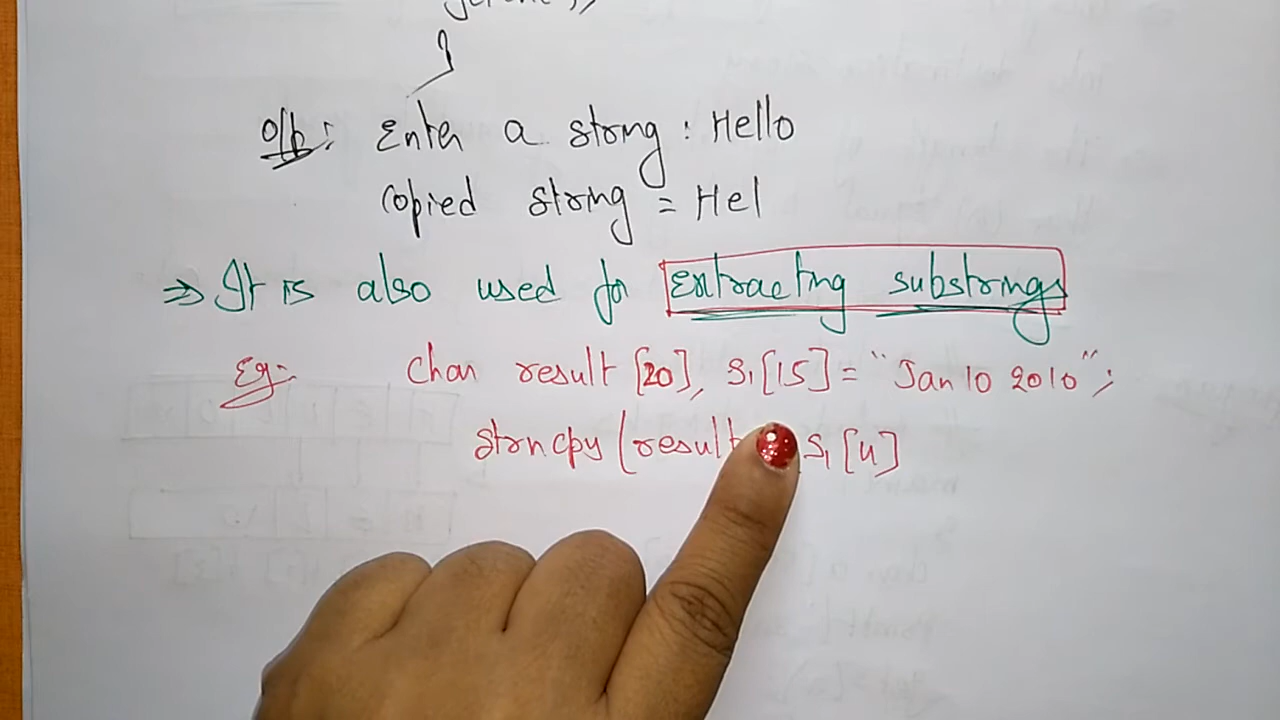 }
O/p: Enter a string : Hello
Copied string = Hel
⇒ It is also used for extracting substrings
Eg:- Char result [20], S1[15] = "Jan 10 2010";
strncpy (result S1 [4]